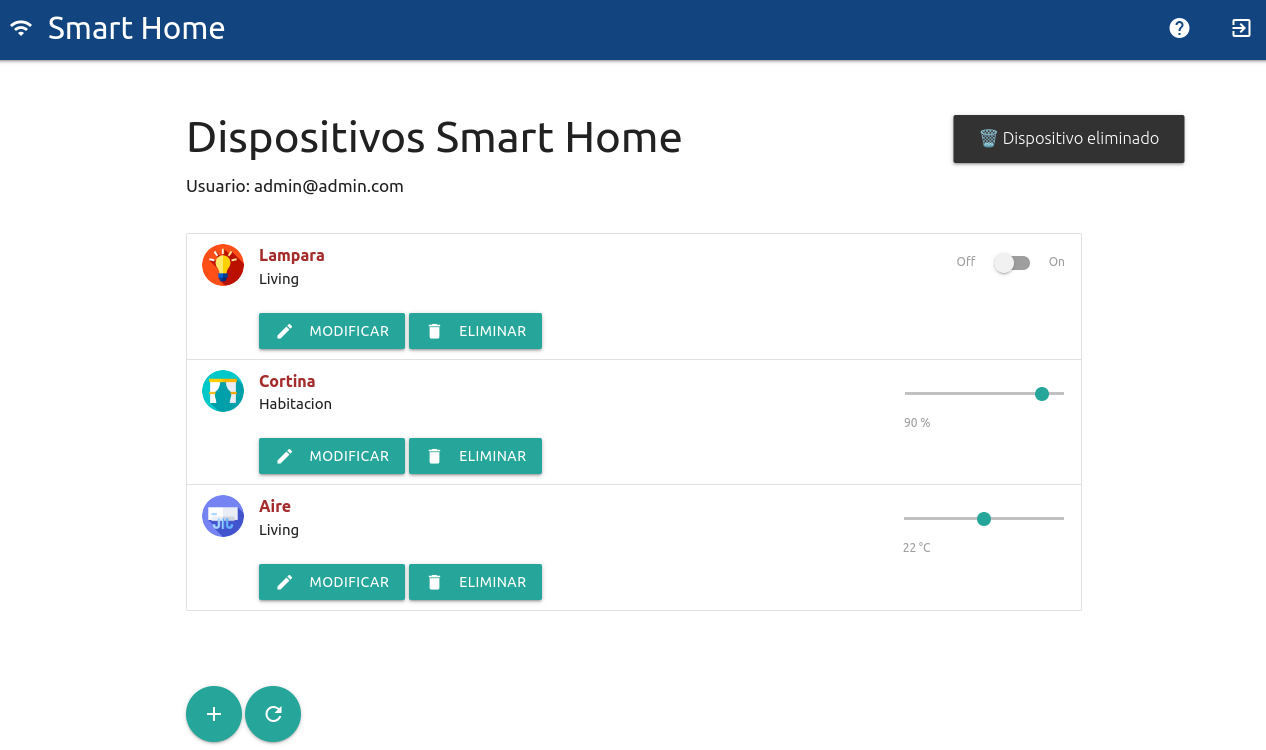 Smart Home
Dispositivos Smart Home
🗑️ Dispositivo eliminado
Usuario: admin@admin.com
Lampara
Living
Off On
MODIFICAR ELIMINAR
Cortina
Habitacion
90 %
MODIFICAR ELIMINAR
Aire
Living
22 °C
MODIFICAR ELIMINAR